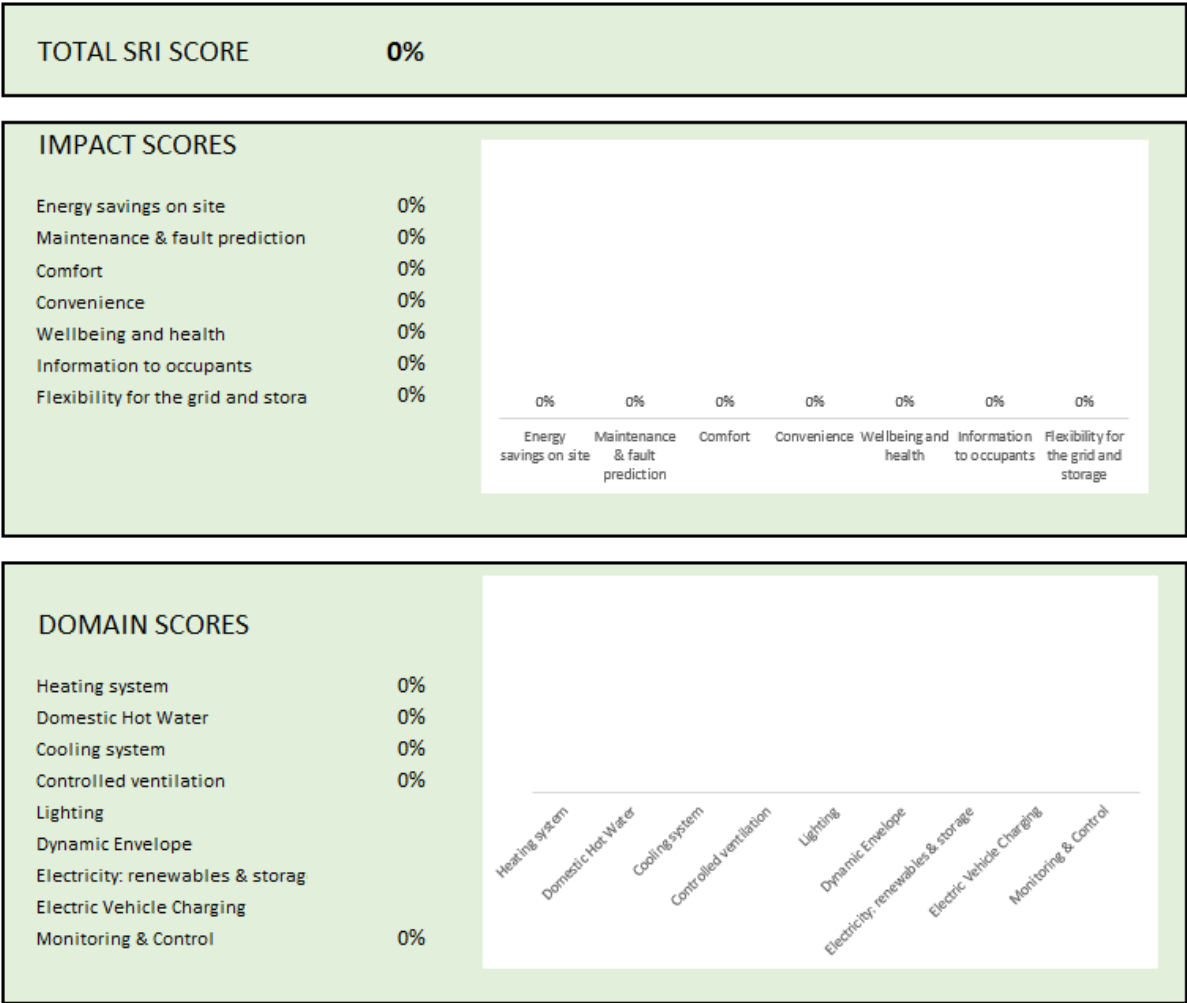 TOTAL SRI SCORE 0%
IMPACT SCORES
Energy savings on site 0%
Maintenance & fault prediction 0%
Comfort 0%
Convenience 0%
Wellbeing and health 0%
Information to occupants 0%
Flexibility for the grid and stora 0%
0% 0% 0% 0% 0% 0% 0%
Energy Maintenance Comfort Convenience Wellbeing and Information Flexibility for
savings on site & fault health to occupants the grid and
prediction storage
DOMAIN SCORES
Heating system 0%
Domestic Hot Water 0%
Cooling system 0%
Controlled ventilation 0%
Lighting
Dynamic Envelope
Electricity: renewables & storag
Electric Vehicle Charging
Monitoring & Control 0%
Heating system
Domestic Hot Water
Cooling system
Controlled ventilation
Lighting
Dynamic Envelope
Electricity: renewables & storage
Electric Vehicle Charging
Monitoring & Control